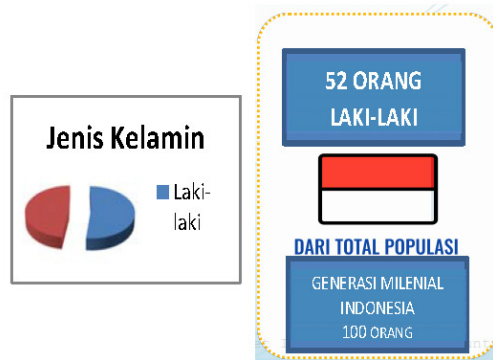 Jenis Kelamin
Laki-
laki
52 ORANG
LAKI-LAKI
DARI TOTAL POPULASI
GENERASI MILENIAL
INDONESIA
100 ORANG